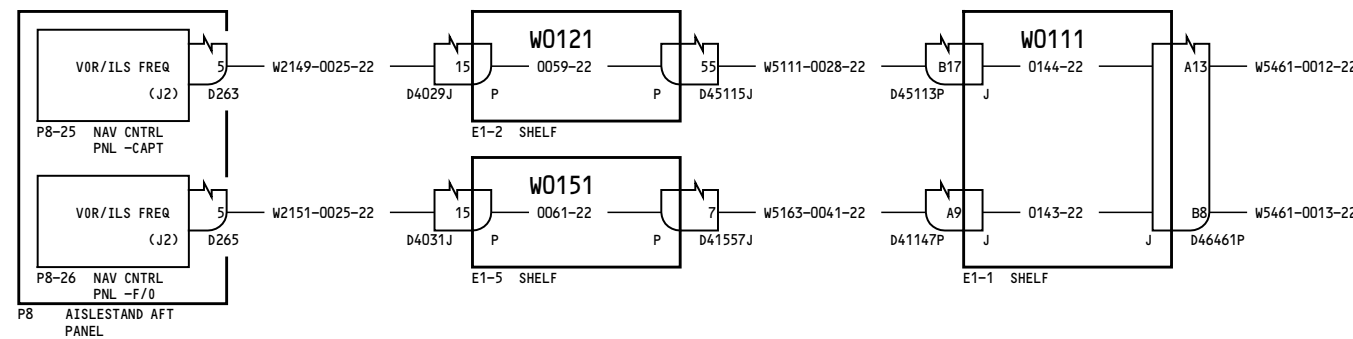 W0121
W0111
VOR/ILS FREQ 5 W2149-0025-22 15 0059-22 55 W5111-0028-22 B17 0144-22 A13 W5461-0012-22
(J2) D263 D4029J P P D45115J D45113P J
P8-25 NAV CNTRL
PNL -CAPT
E1-2 SHELF
W0151
VOR/ILS FREQ 5 W2151-0025-22 15 0061-22 7 W5163-0041-22 A9 0143-22 B8 W5461-0013-22
(J2) D265 D4031J P P D41557J D41147P J J D46461P
P8-26 NAV CNTRL
PNL -F/O
E1-5 SHELF
E1-1 SHELF
P8 AISLESTAND AFT
PANEL